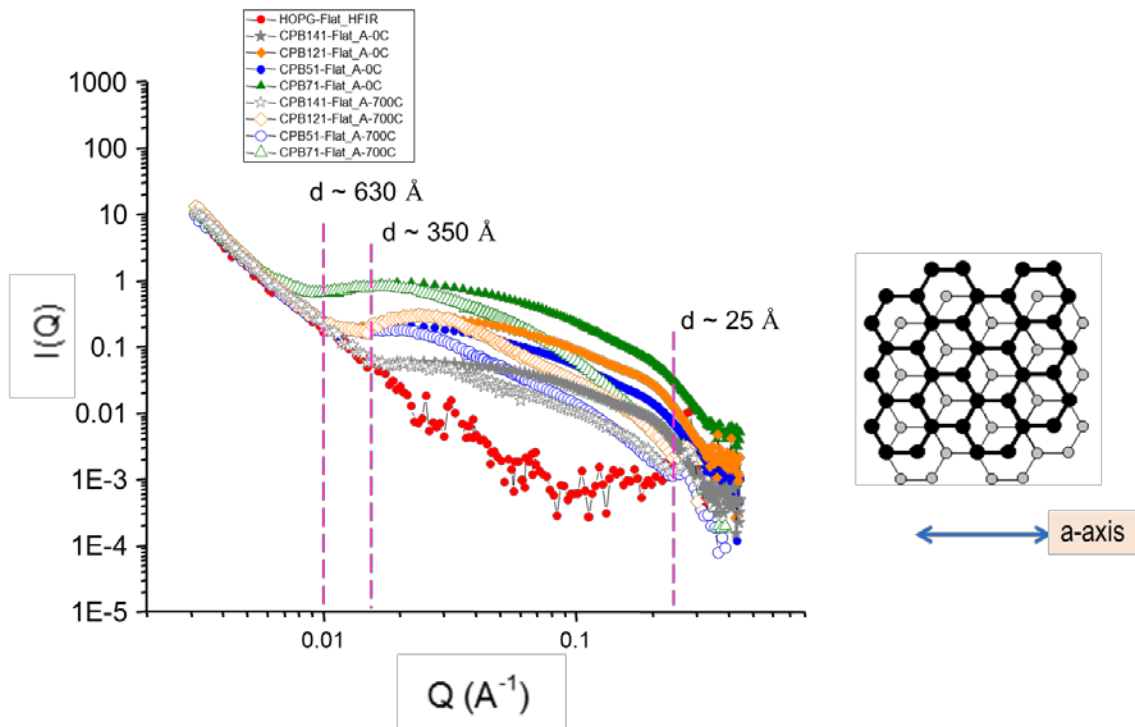 HOPG-Flat_HFIR
CPB141-Flat_A-0C
CPB121-Flat_A-0C
CPB51-Flat_A-0C
CPB71-Flat_A-0C
CPB141-Flat_A-700C
CPB121-Flat_A-700C
CPB51-Flat_A-700C
CPB71-Flat_A-700C
1000
100
10
1
0.1
0.01
1E-3
1E-4
1E-5
I(Q)
d ~ 630 Å
d ~ 350 Å
d ~ 25 Å
0.01
0.1
Q (A⁻¹)
a-axis